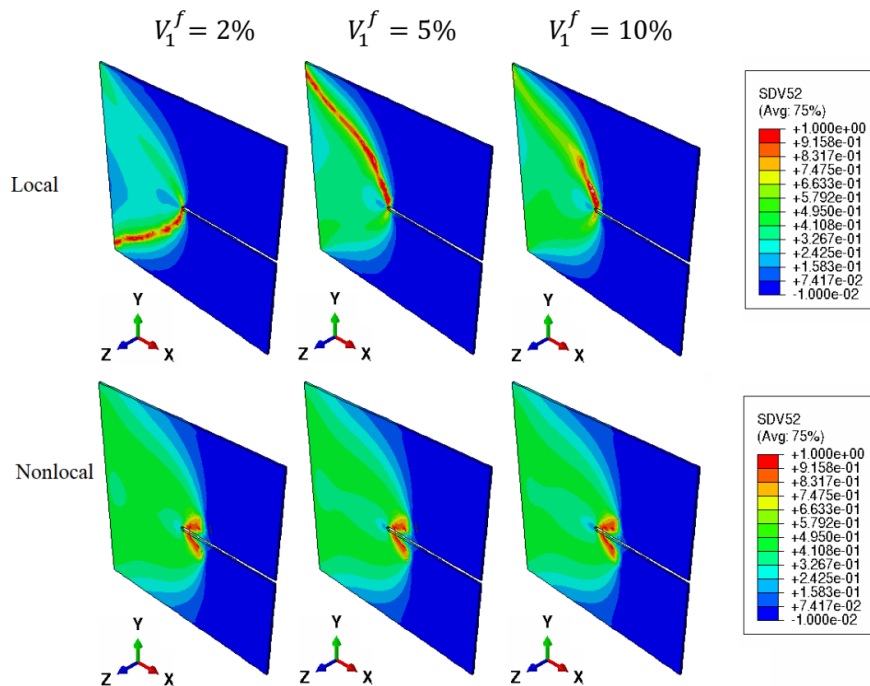 V₁ᶠ = 2% V₁ᶠ = 5% V₁ᶠ = 10%
Local
SDV52
(Avg: 75%)
+1.000e+00
+9.158e-01
+8.317e-01
+7.475e-01
+6.633e-01
+5.792e-01
+4.950e-01
+4.108e-01
+3.267e-01
+2.425e-01
+1.583e-01
+7.417e-02
-1.000e-02
Y Y Y
Z X Z X Z X
Nonlocal
SDV52
(Avg: 75%)
+1.000e+00
+9.158e-01
+8.317e-01
+7.475e-01
+6.633e-01
+5.792e-01
+4.950e-01
+4.108e-01
+3.267e-01
+2.425e-01
+1.583e-01
+7.417e-02
-1.000e-02
Y Y Y
Z X Z X Z X